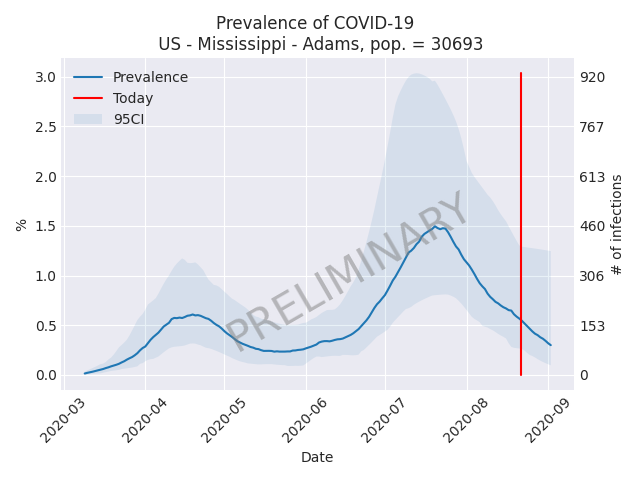 Prevalence of COVID-19
US - Mississippi - Adams, pop. = 30693
Prevalence
Today
95CI
PRELIMINARY
%
3.0
2.5
2.0
1.5
1.0
0.5
0.0
920
767
613
460
306
153
0
# of infections
2020-03
2020-04
2020-05
2020-06
2020-07
2020-08
2020-09
Date